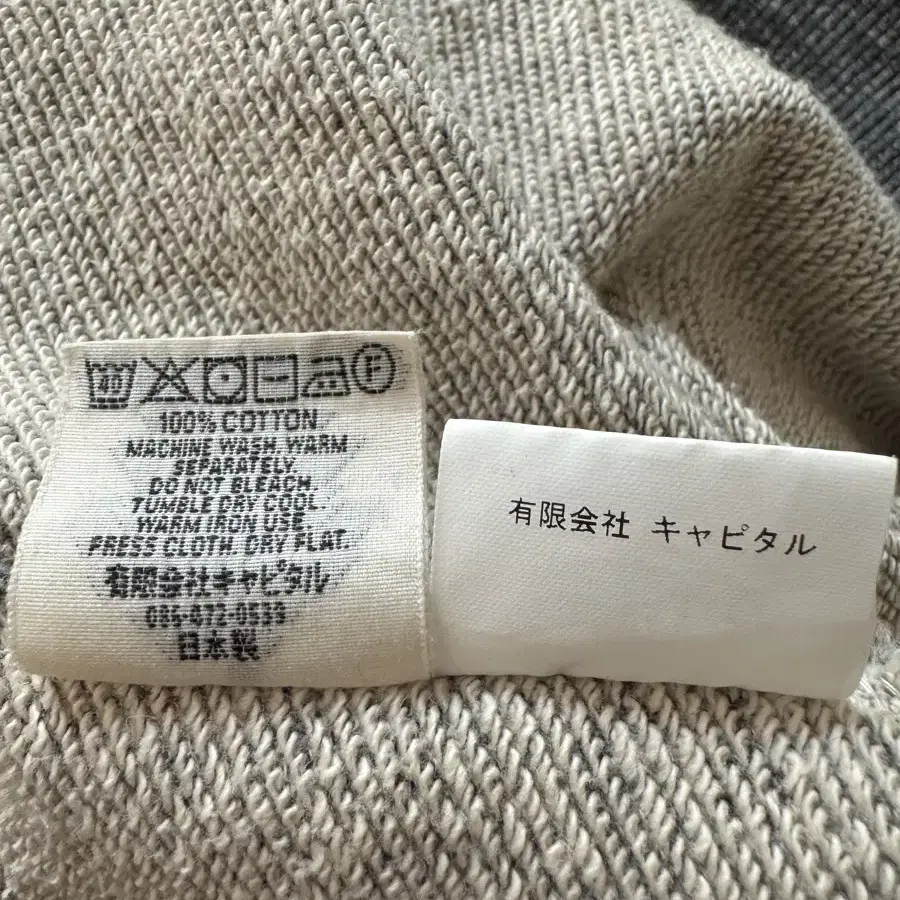 40
F
100% COTTON
MACHINE WASH. WARM
SEPARATELY.
DO NOT BLEACH.
TUMBLE DRY COOL.
WARM IRON USE.
PRESS CLOTH. DRY FLAT.
有限会社キャピタル
086-472-0539
日本製
有限会社 キャピタル